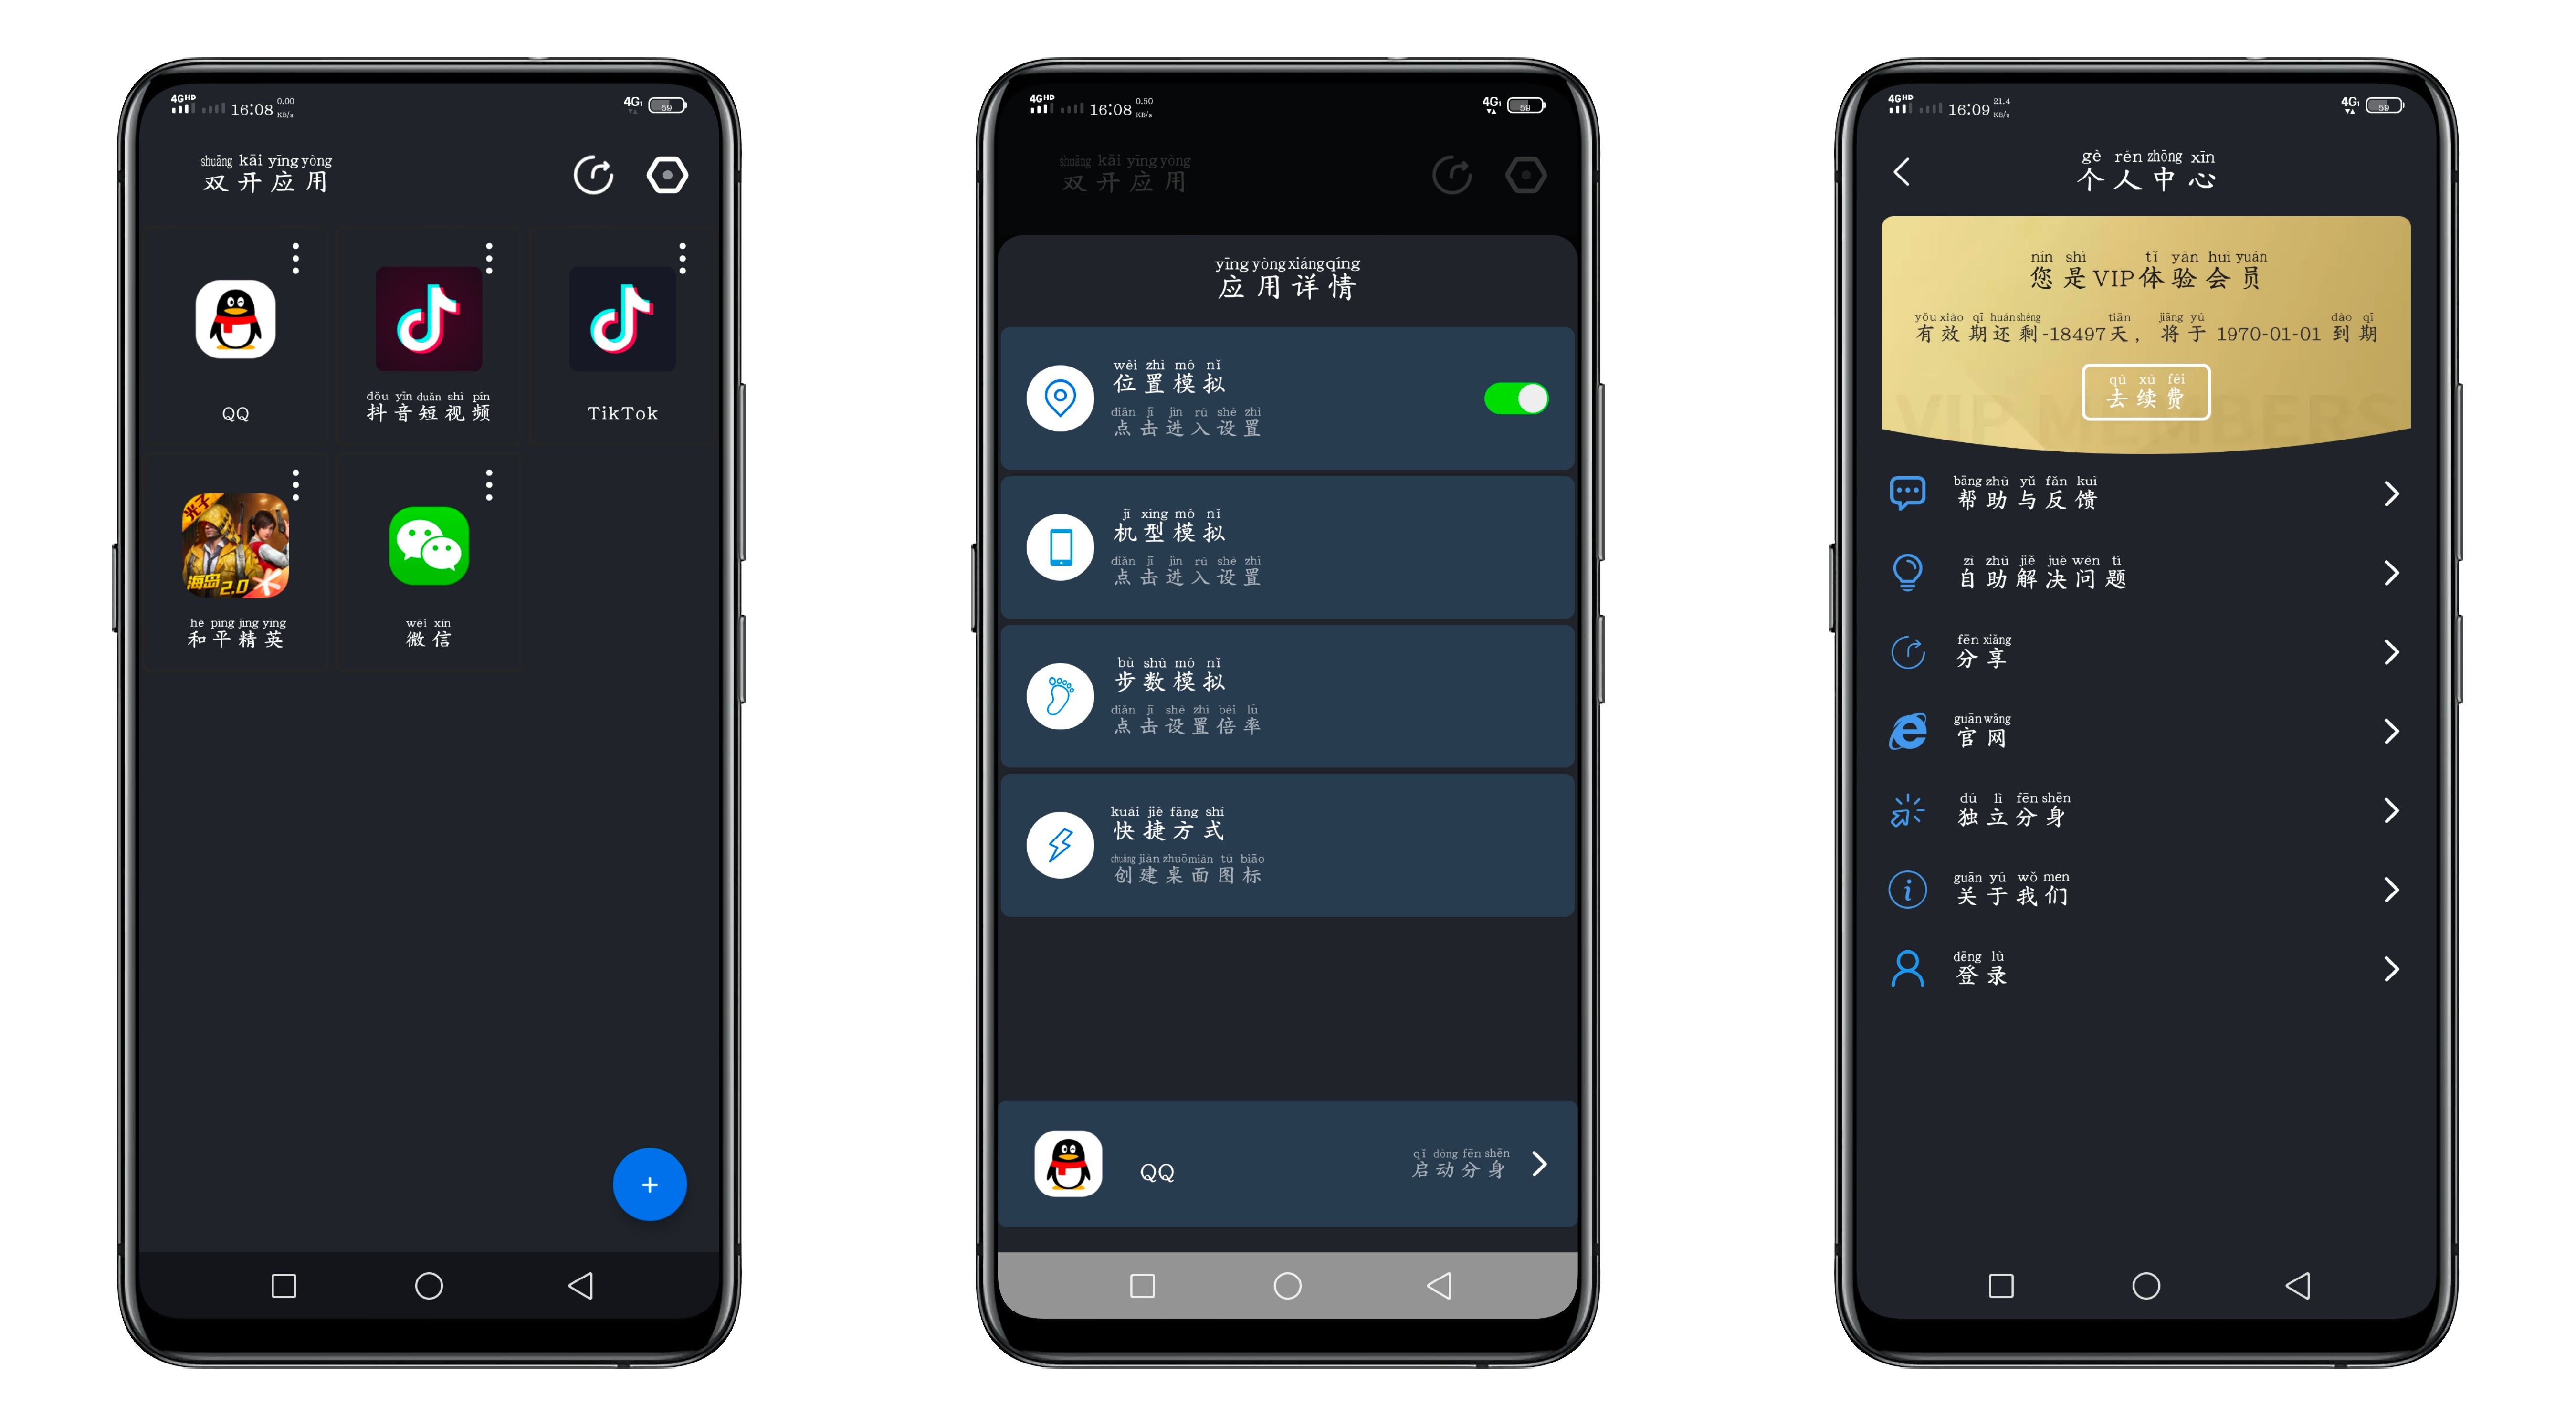 4GHD 16:08 0.00 KB/s 4G 59
shuāng kāi yīng yòng
双开应用
QQ
dǒu yīn duǎn shì pín
抖音短视频
TikTok
光子
海岛2.0
hé píng jīng yīng
和平精英
wēi xìn
微信
+
4GHD 16:08 0.50 KB/s 4G 59
shuāng kāi yīng yòng
双开应用
yīng yòng xiáng qíng
应用详情
wèi zhì mó nǐ
位置模拟
diǎn jī jìn rù shè zhì
点击进入设置
jī xíng mó nǐ
机型模拟
diǎn jī jìn rù shè zhì
点击进入设置
bù shù mó nǐ
步数模拟
diǎn jī shè zhì bèi lǜ
点击设置倍率
kuài jié fāng shì
快捷方式
chuàng jiàn zhuō miàn tú biāo
创建桌面图标
QQ
qǐ dòng fēn shēn
启动分身
4GHD 16:09 21.4 KB/s 4G 59
gè rén zhōng xīn
个人中心
nín shì tǐ yàn huì yuán
您是VIP体验会员
yǒu xiào qī huán shèng tiān jiāng yú dào qī
有效期还剩-18497天，将于 1970-01-01 到期
qù xù fèi
去续费
VIP MEMBERS
bāng zhù yǔ fǎn kuì
帮助与反馈
zì zhù jiě jué wèn tí
自助解决问题
fēn xiǎng
分享
guān wǎng
官网
dú lì fēn shēn
独立分身
guān yú wǒ men
关于我们
dēng lù
登录